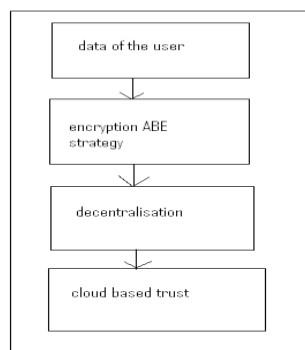 data of the user
encryption ABE
strategy
decentralisation
cloud based trust